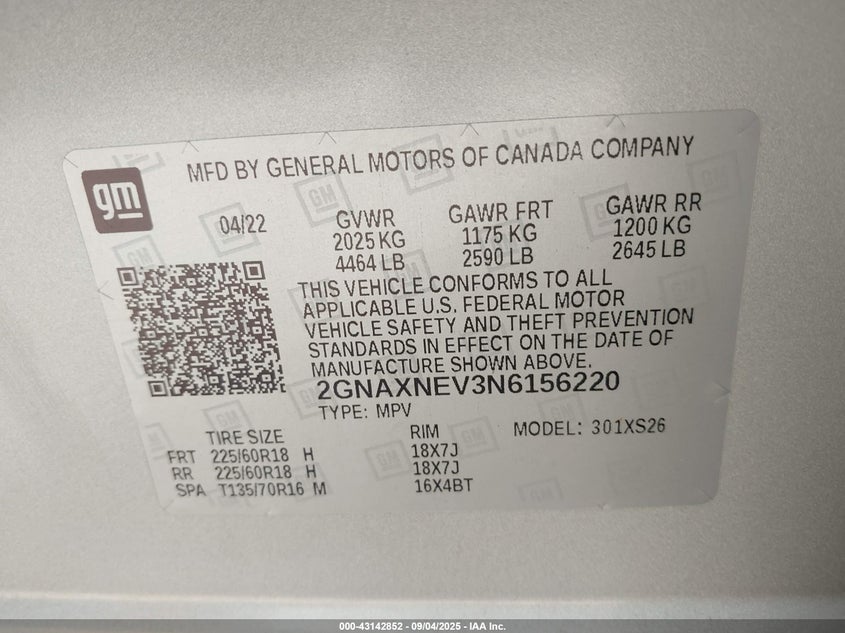 gm
MFD BY GENERAL MOTORS OF CANADA COMPANY
04/22 GVWR GAWR FRT GAWR RR
2025 KG 1175 KG 1200 KG
4464 LB 2590 LB 2645 LB
THIS VEHICLE CONFORMS TO ALL
APPLICABLE U.S. FEDERAL MOTOR
VEHICLE SAFETY AND THEFT PREVENTION
STANDARDS IN EFFECT ON THE DATE OF
MANUFACTURE SHOWN ABOVE.
2GNAXNEV3N6156220
TYPE: MPV
TIRE SIZE RIM MODEL: 301XS26
FRT 225/60R18 H 18X7J
RR 225/60R18 H 18X7J
SPA T135/70R16 M 16X4BT
000-43142852 - 09/04/2025 - IAA Inc.